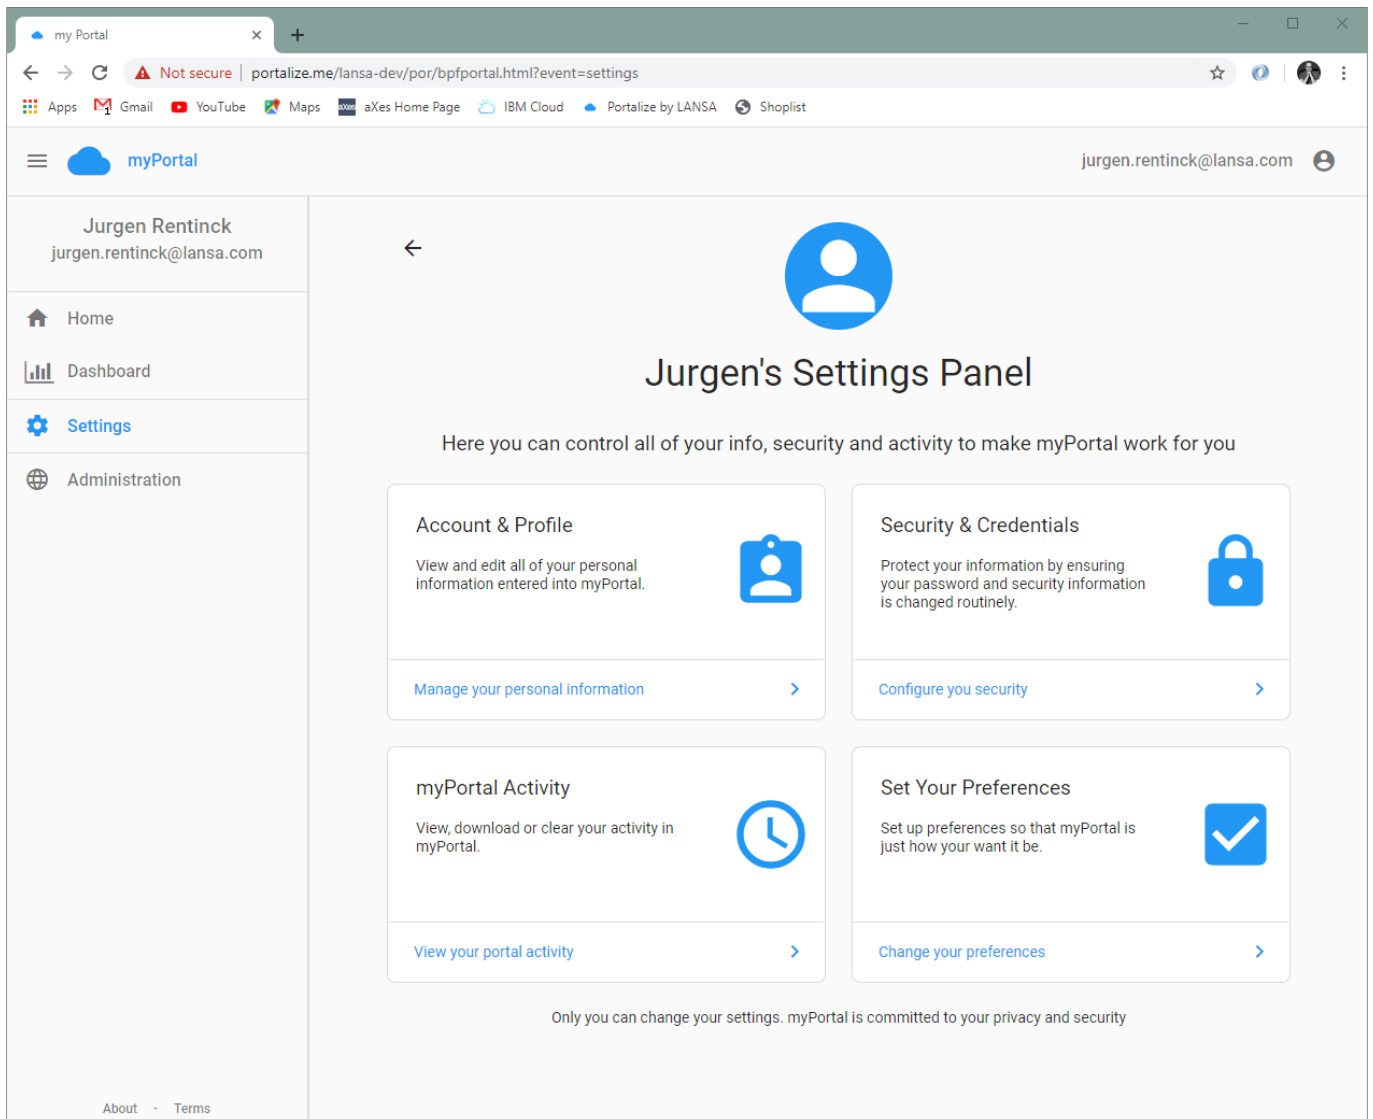 my Portal
Not secure | portalize.me/lansa-dev/por/bpfportal.html?event=settings
Apps Gmail YouTube Maps aXes aXes Home Page IBM Cloud Portalize by LANSA Shoplist
myPortal
jurgen.rentinck@lansa.com
Jurgen Rentinck
jurgen.rentinck@lansa.com
Home
Dashboard
Settings
Administration
Jurgen's Settings Panel
Here you can control all of your info, security and activity to make myPortal work for you
Account & Profile
View and edit all of your personal
information entered into myPortal.
Manage your personal information
Security & Credentials
Protect your information by ensuring
your password and security information
is changed routinely.
Configure you security
myPortal Activity
View, download or clear your activity in
myPortal.
View your portal activity
Set Your Preferences
Set up preferences so that myPortal is
just how your want it be.
Change your preferences
Only you can change your settings. myPortal is committed to your privacy and security
About - Terms